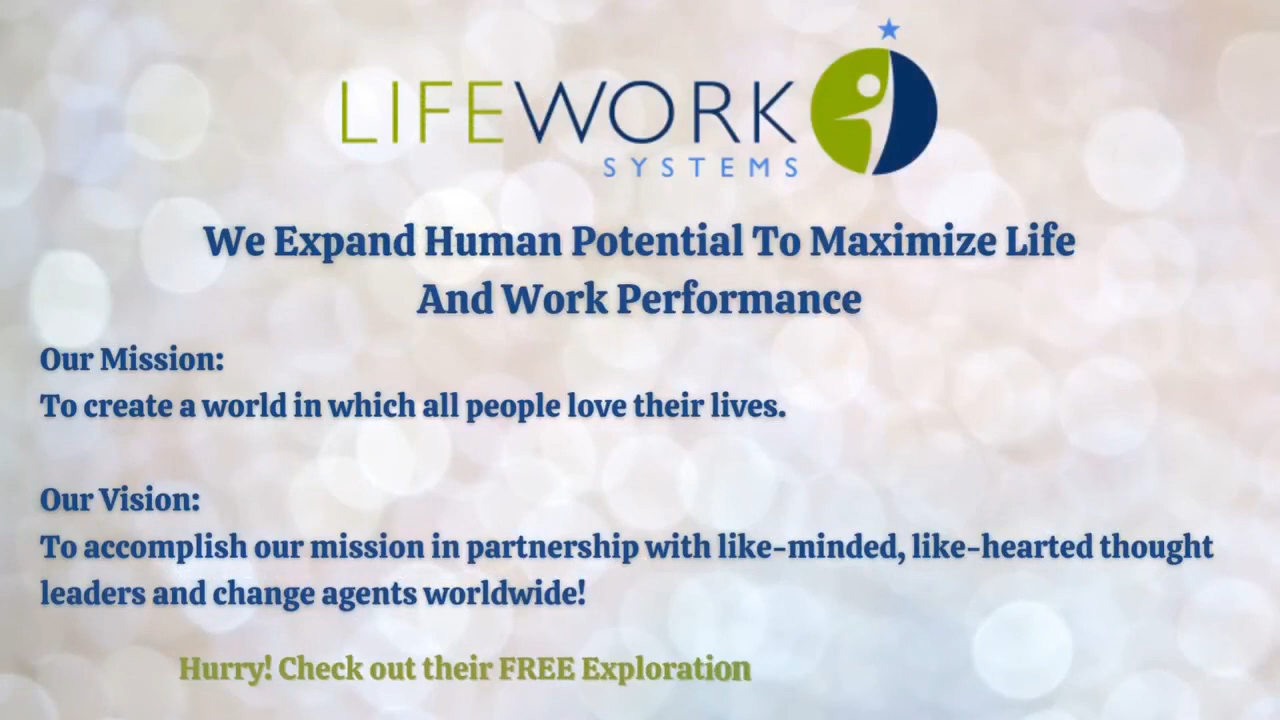 LIFEWORK
SYSTEMS
We Expand Human Potential To Maximize Life
And Work Performance
Our Mission:
To create a world in which all people love their lives.
Our Vision:
To accomplish our mission in partnership with like-minded, like-hearted thought
leaders and change agents worldwide!
Hurry! Check out their FREE Exploration